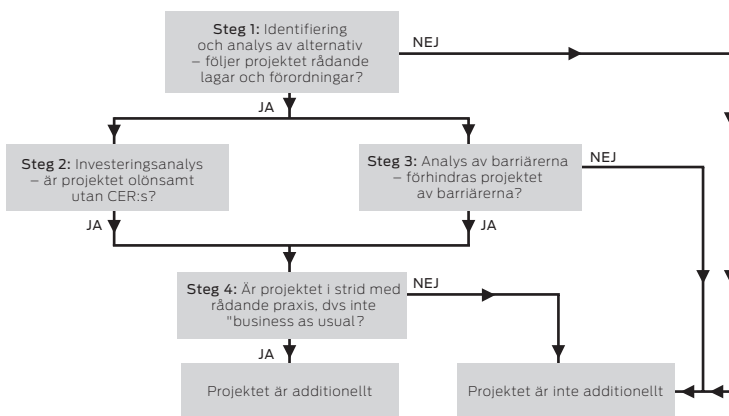 Steg 1: Identifiering
och analys av alternativ
– följer projektet rådande
lagar och förordningar?
NEJ
JA
Steg 2: Investeringsanalys
– är projektet olönsamt
utan CER:s?
Steg 3: Analys av barriärerna
– förhindras projektet
av barriärerna?
NEJ
JA
JA
Steg 4: Är projektet i strid med
rådande praxis, dvs inte
"business as usual?
NEJ
JA
Projektet är additionellt
Projektet är inte additionellt